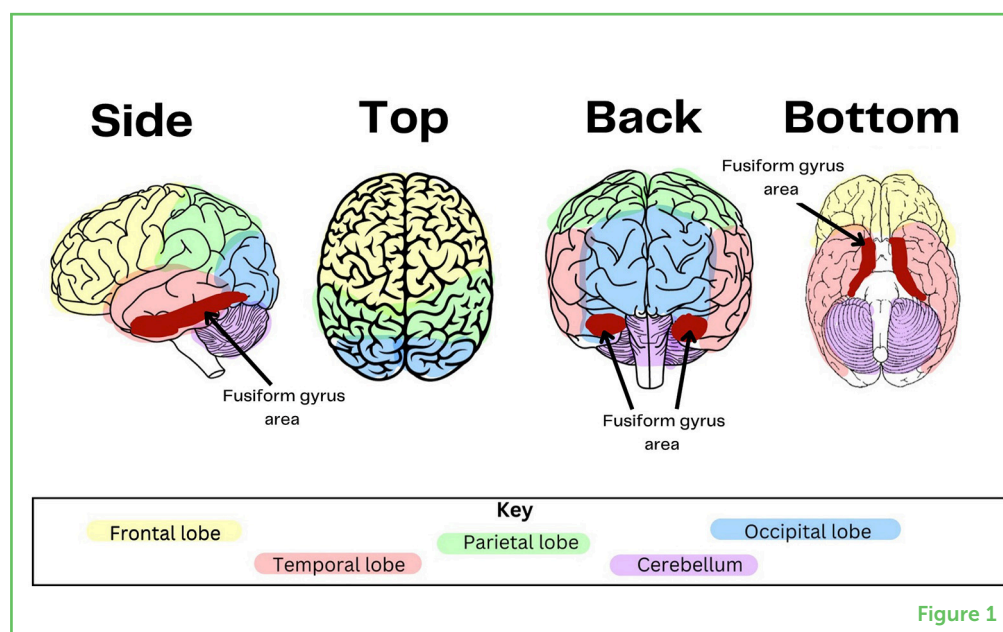 Side
Top
Back
Bottom
Fusiform gyrus
area
Fusiform gyrus
area
Fusiform gyrus
area
Key
Frontal lobe
Temporal lobe
Parietal lobe
Cerebellum
Occipital lobe
Figure 1